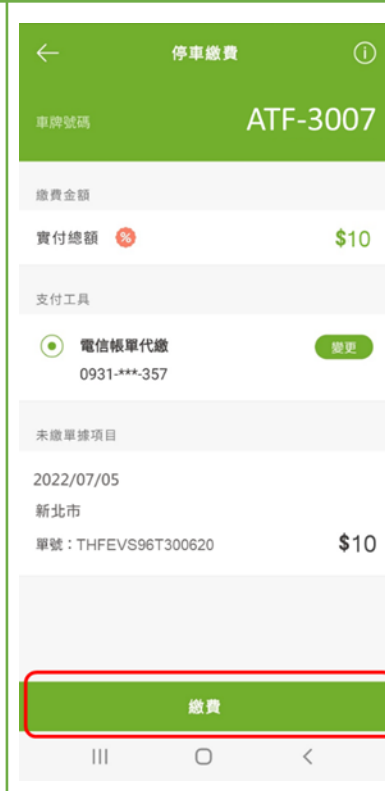 停車繳費
車牌號碼 ATF-3007
繳費金額
實付總額 % $10
支付工具
電信帳單代繳 變更
0931-***-357
未繳單據項目
2022/07/05
新北市
單號：THFEVS96T300620 $10
繳費